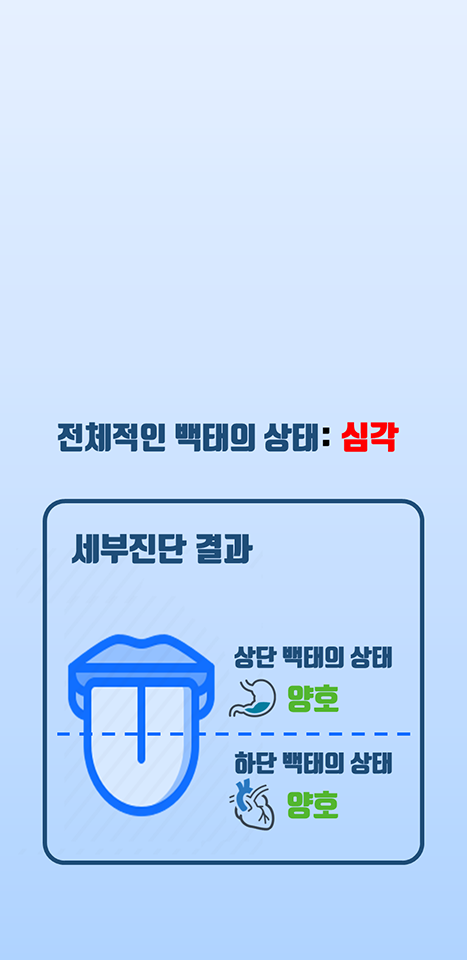 전체적인 백태의 상태: 심각
세부진단 결과
상단 백태의 상태
양호
하단 백태의 상태
양호